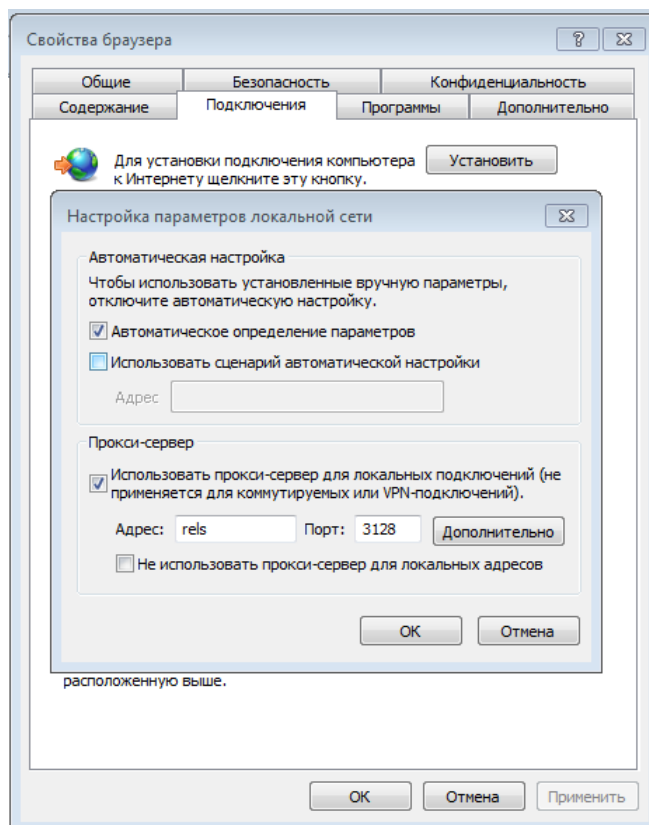 Свойства браузера
Общие
Безопасность
Конфиденциальность
Содержание
Подключения
Программы
Дополнительно
Для установки подключения компьютера
к Интернету щелкните эту кнопку.
Установить
Настройка параметров локальной сети
Автоматическая настройка
Чтобы использовать установленные вручную параметры,
отключите автоматическую настройку.
Автоматическое определение параметров
Использовать сценарий автоматической настройки
Адрес
Прокси-сервер
Использовать прокси-сервер для локальных подключений (не
применяется для коммутируемых или VPN-подключений).
Адрес: rels Порт: 3128 Дополнительно
Не использовать прокси-сервер для локальных адресов
ОК Отмена
расположенную выше.
ОК Отмена Применить